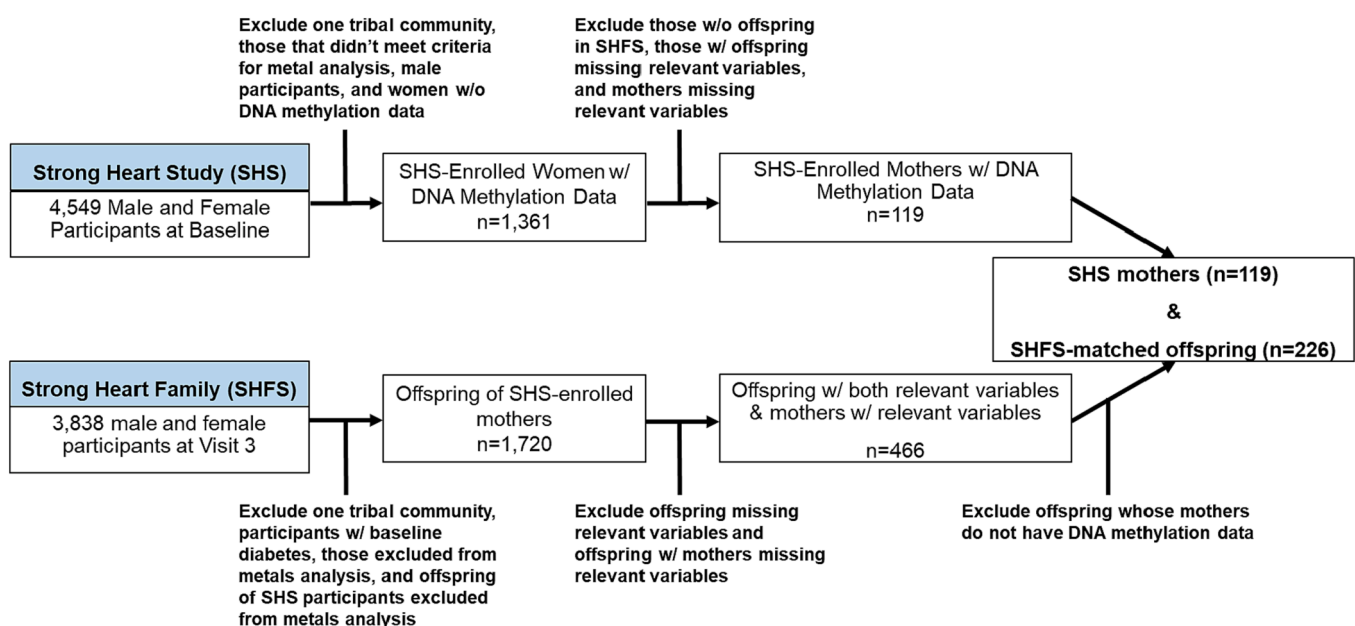 Exclude one tribal community,
those that didn't meet criteria
for metal analysis, male
participants, and women w/o
DNA methylation data
Exclude those w/o offspring
in SHFS, those w/ offspring
missing relevant variables,
and mothers missing
relevant variables
Strong Heart Study (SHS)
4,549 Male and Female
Participants at Baseline
SHS-Enrolled Women w/
DNA Methylation Data
n=1,361
SHS-Enrolled Mothers w/ DNA
Methylation Data
n=119
SHS mothers (n=119)
&
SHFS-matched offspring (n=226)
Strong Heart Family (SHFS)
3,838 male and female
participants at Visit 3
Offspring of SHS-enrolled
mothers
n=1,720
Offspring w/ both relevant variables
& mothers w/ relevant variables
n=466
Exclude one tribal community,
participants w/ baseline
diabetes, those excluded from
metals analysis, and offspring
of SHS participants excluded
from metals analysis
Exclude offspring missing
relevant variables and
offspring w/ mothers missing
relevant variables
Exclude offspring whose mothers
do not have DNA methylation data